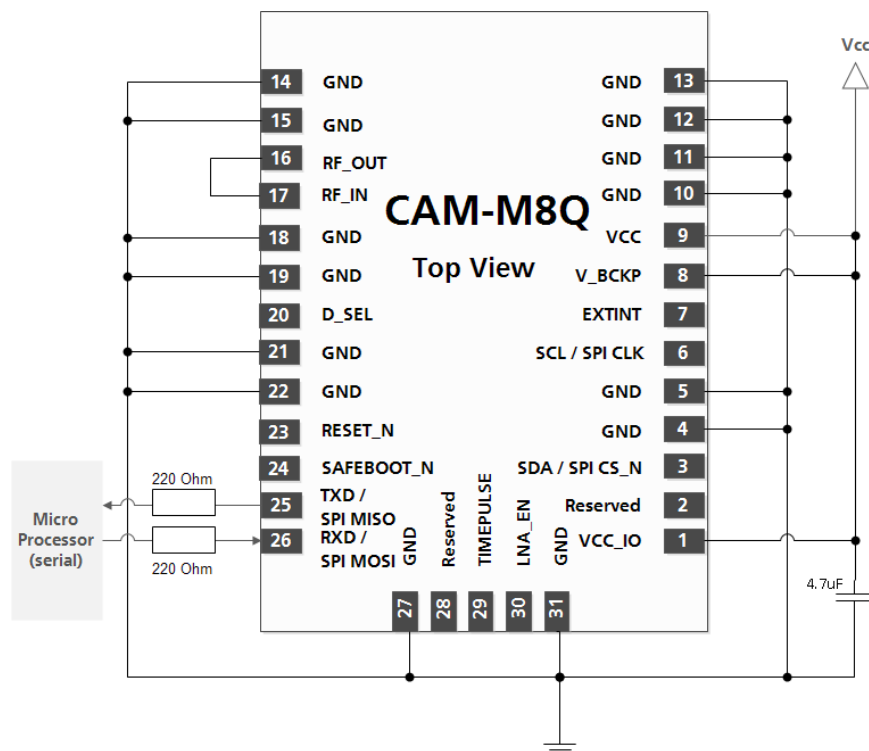 Vcc
14 GND GND 13
15 GND GND 12
16 RF_OUT GND 11
17 RF_IN GND 10
CAM-M8Q
18 GND VCC 9
Top View
19 GND V_BCKP 8
20 D_SEL EXTINT 7
21 GND SCL / SPI CLK 6
22 GND GND 5
23 RESET_N GND 4
24 SAFEBOOT_N SDA / SPI CS_N 3
220 Ohm
25 TXD /
SPI MISO
Reserved 2
Micro
Processor
(serial)
26 RXD /
SPI MOSI
VCC_IO 1
220 Ohm
GND
Reserved
TIMEPULSE
LNA_EN
GND
4.7uF
27 28 29 30 31